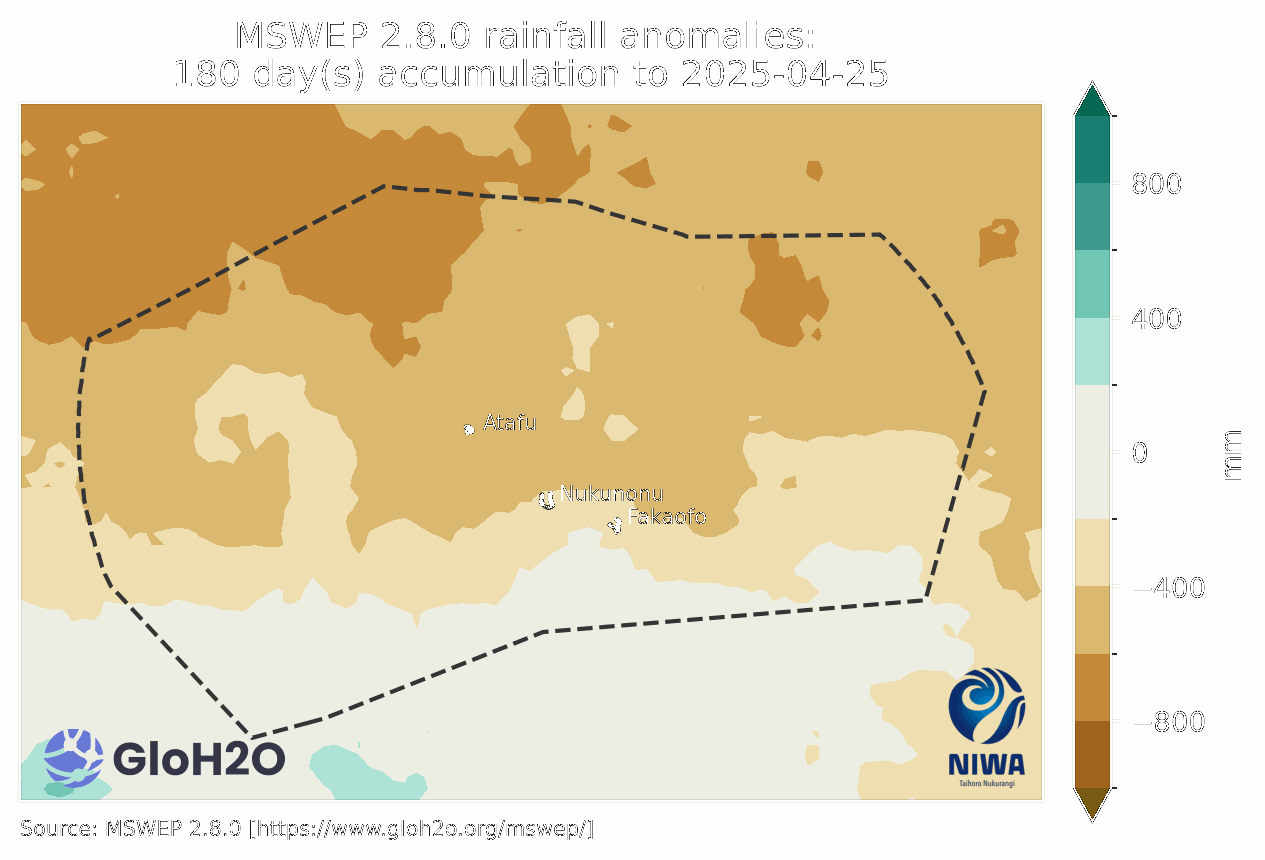 MSWEP 2.8.0 rainfall anomalies:
180 day(s) accumulation to 2025-04-25
800
400
0
−400
−800
mm
Atafu
Nukunonu
Fakaofo
GloH2O
NIWA
Taihoro Nukurangi
Source: MSWEP 2.8.0 [https://www.gloh2o.org/mswep/]